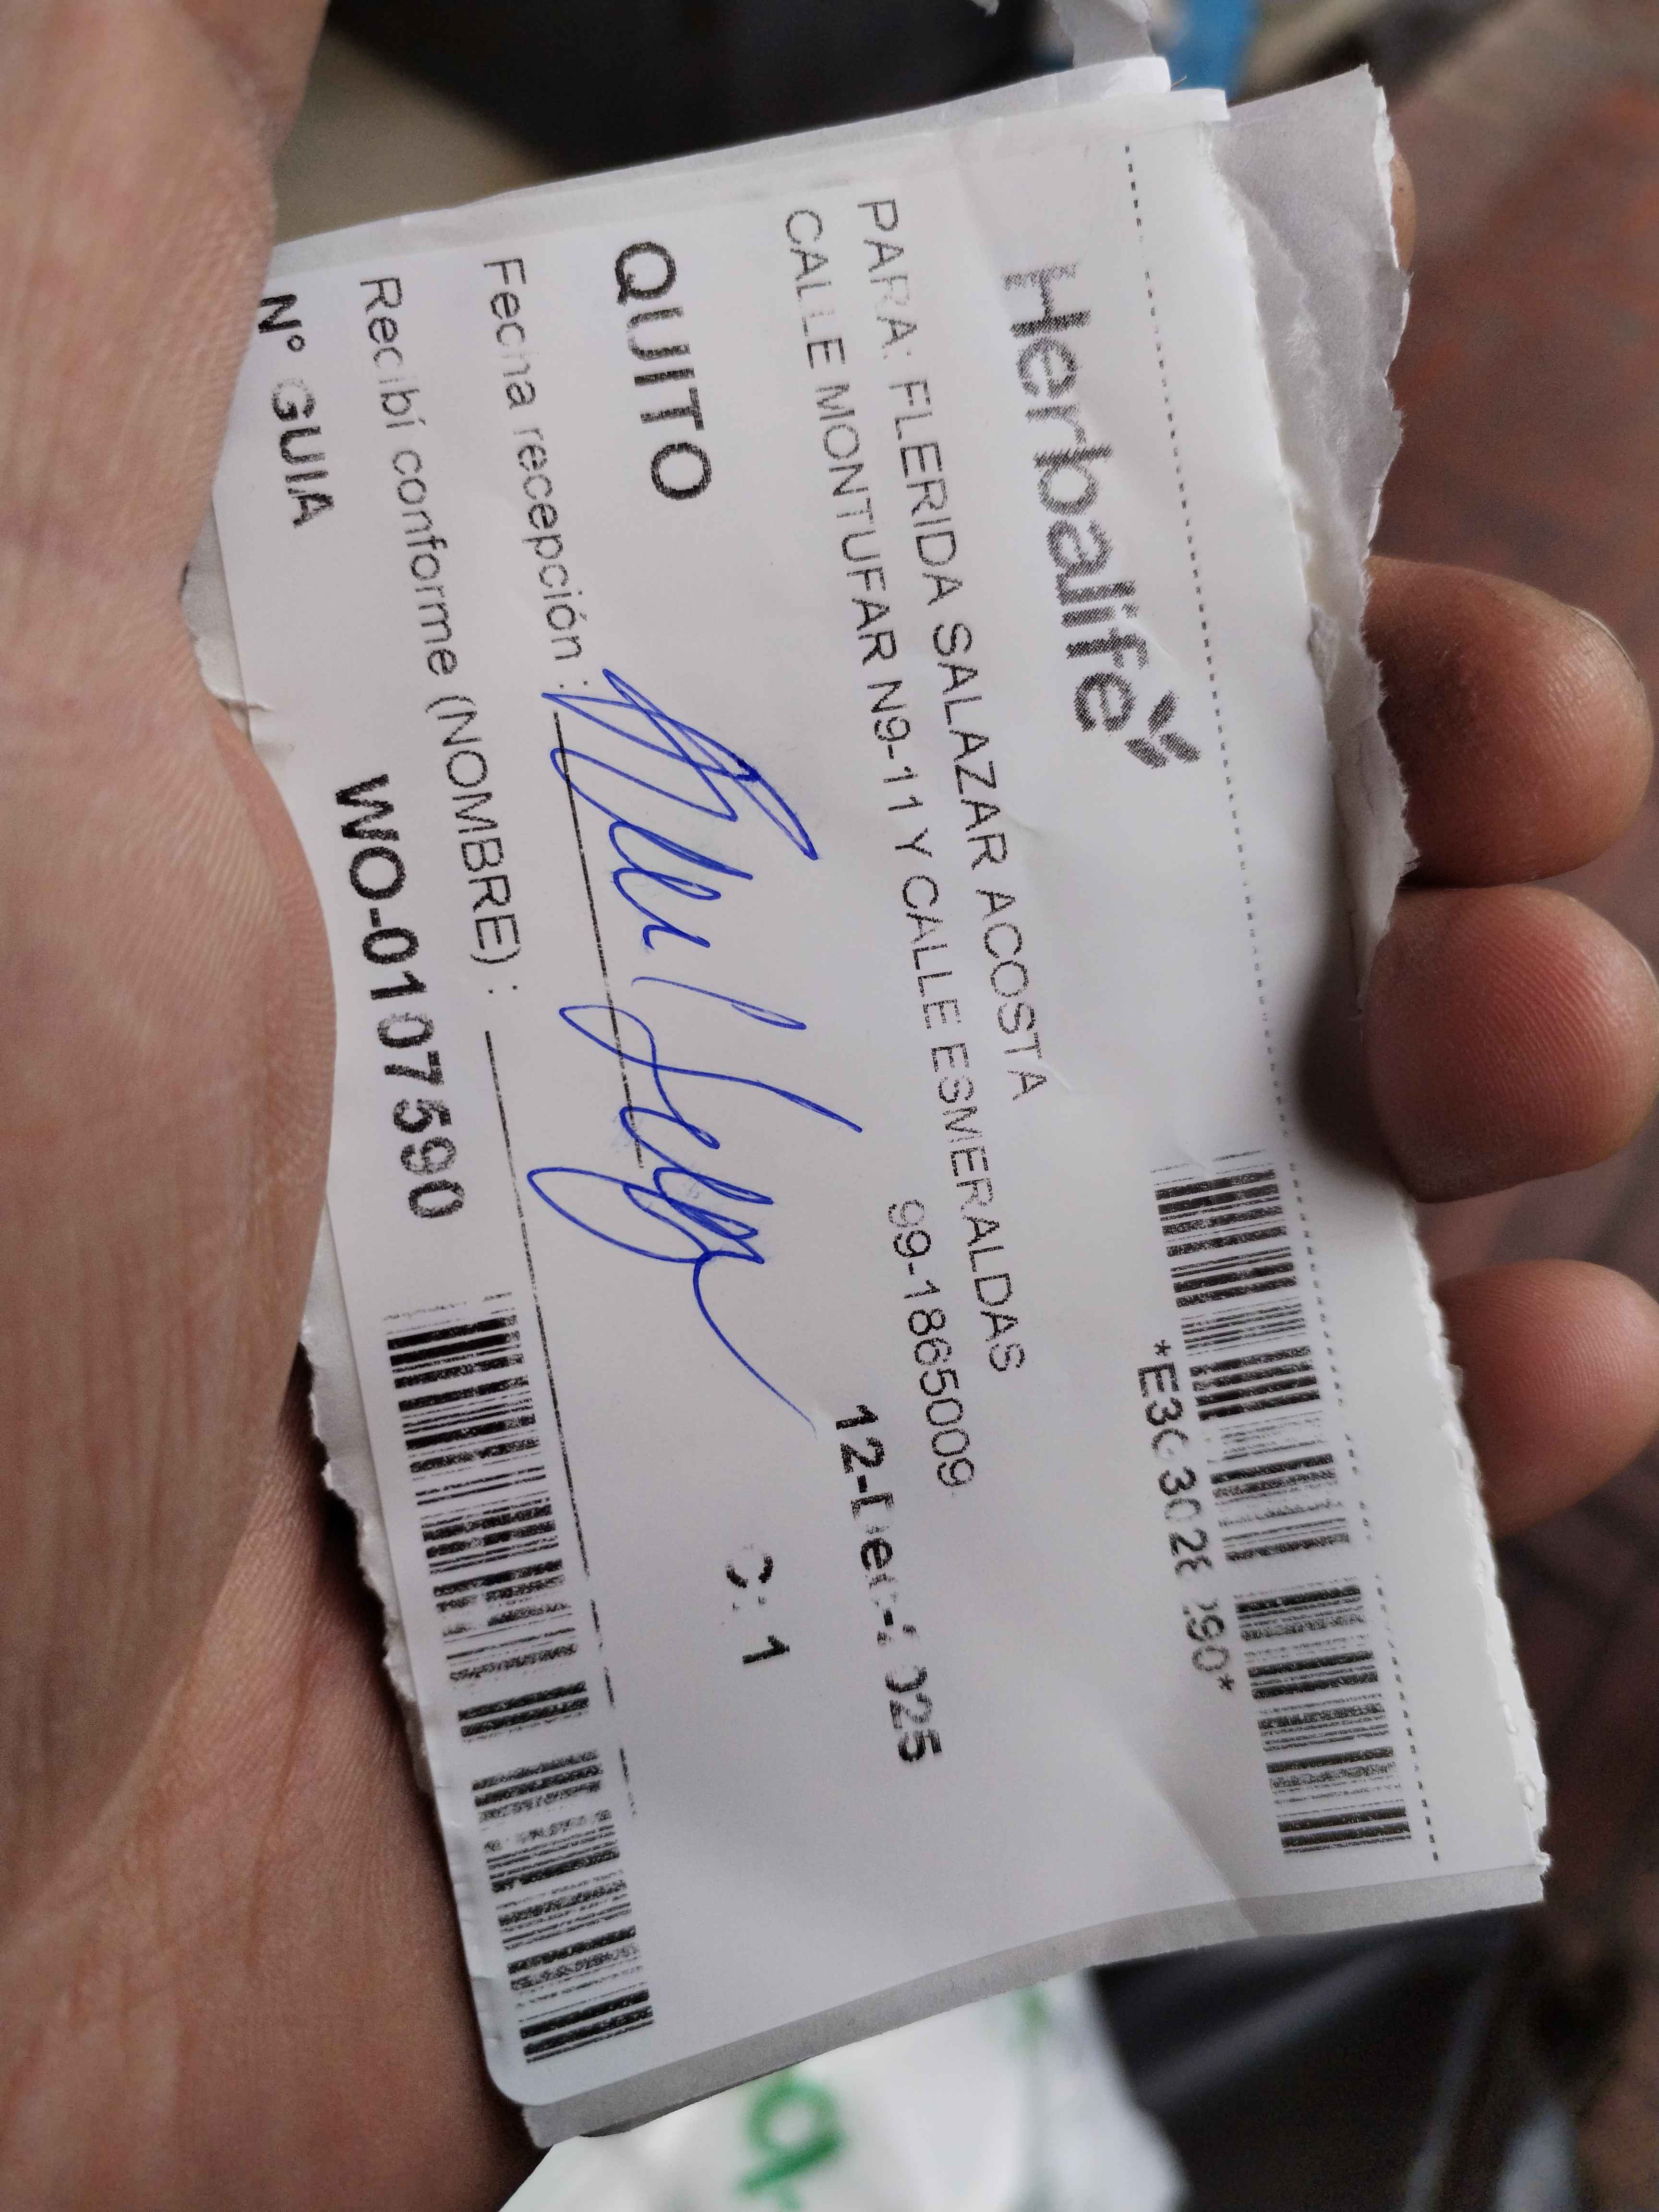 Herbalife
PARA: FLERIDA SALAZAR ACOSTA
CALLE MONTUFAR N9-11 Y CALLE ESMERALDAS
99-1865009
QUITO
1
Fecha recepción :
Recibí conforme (NOMBRE) :
N° GUIA WO-0107590